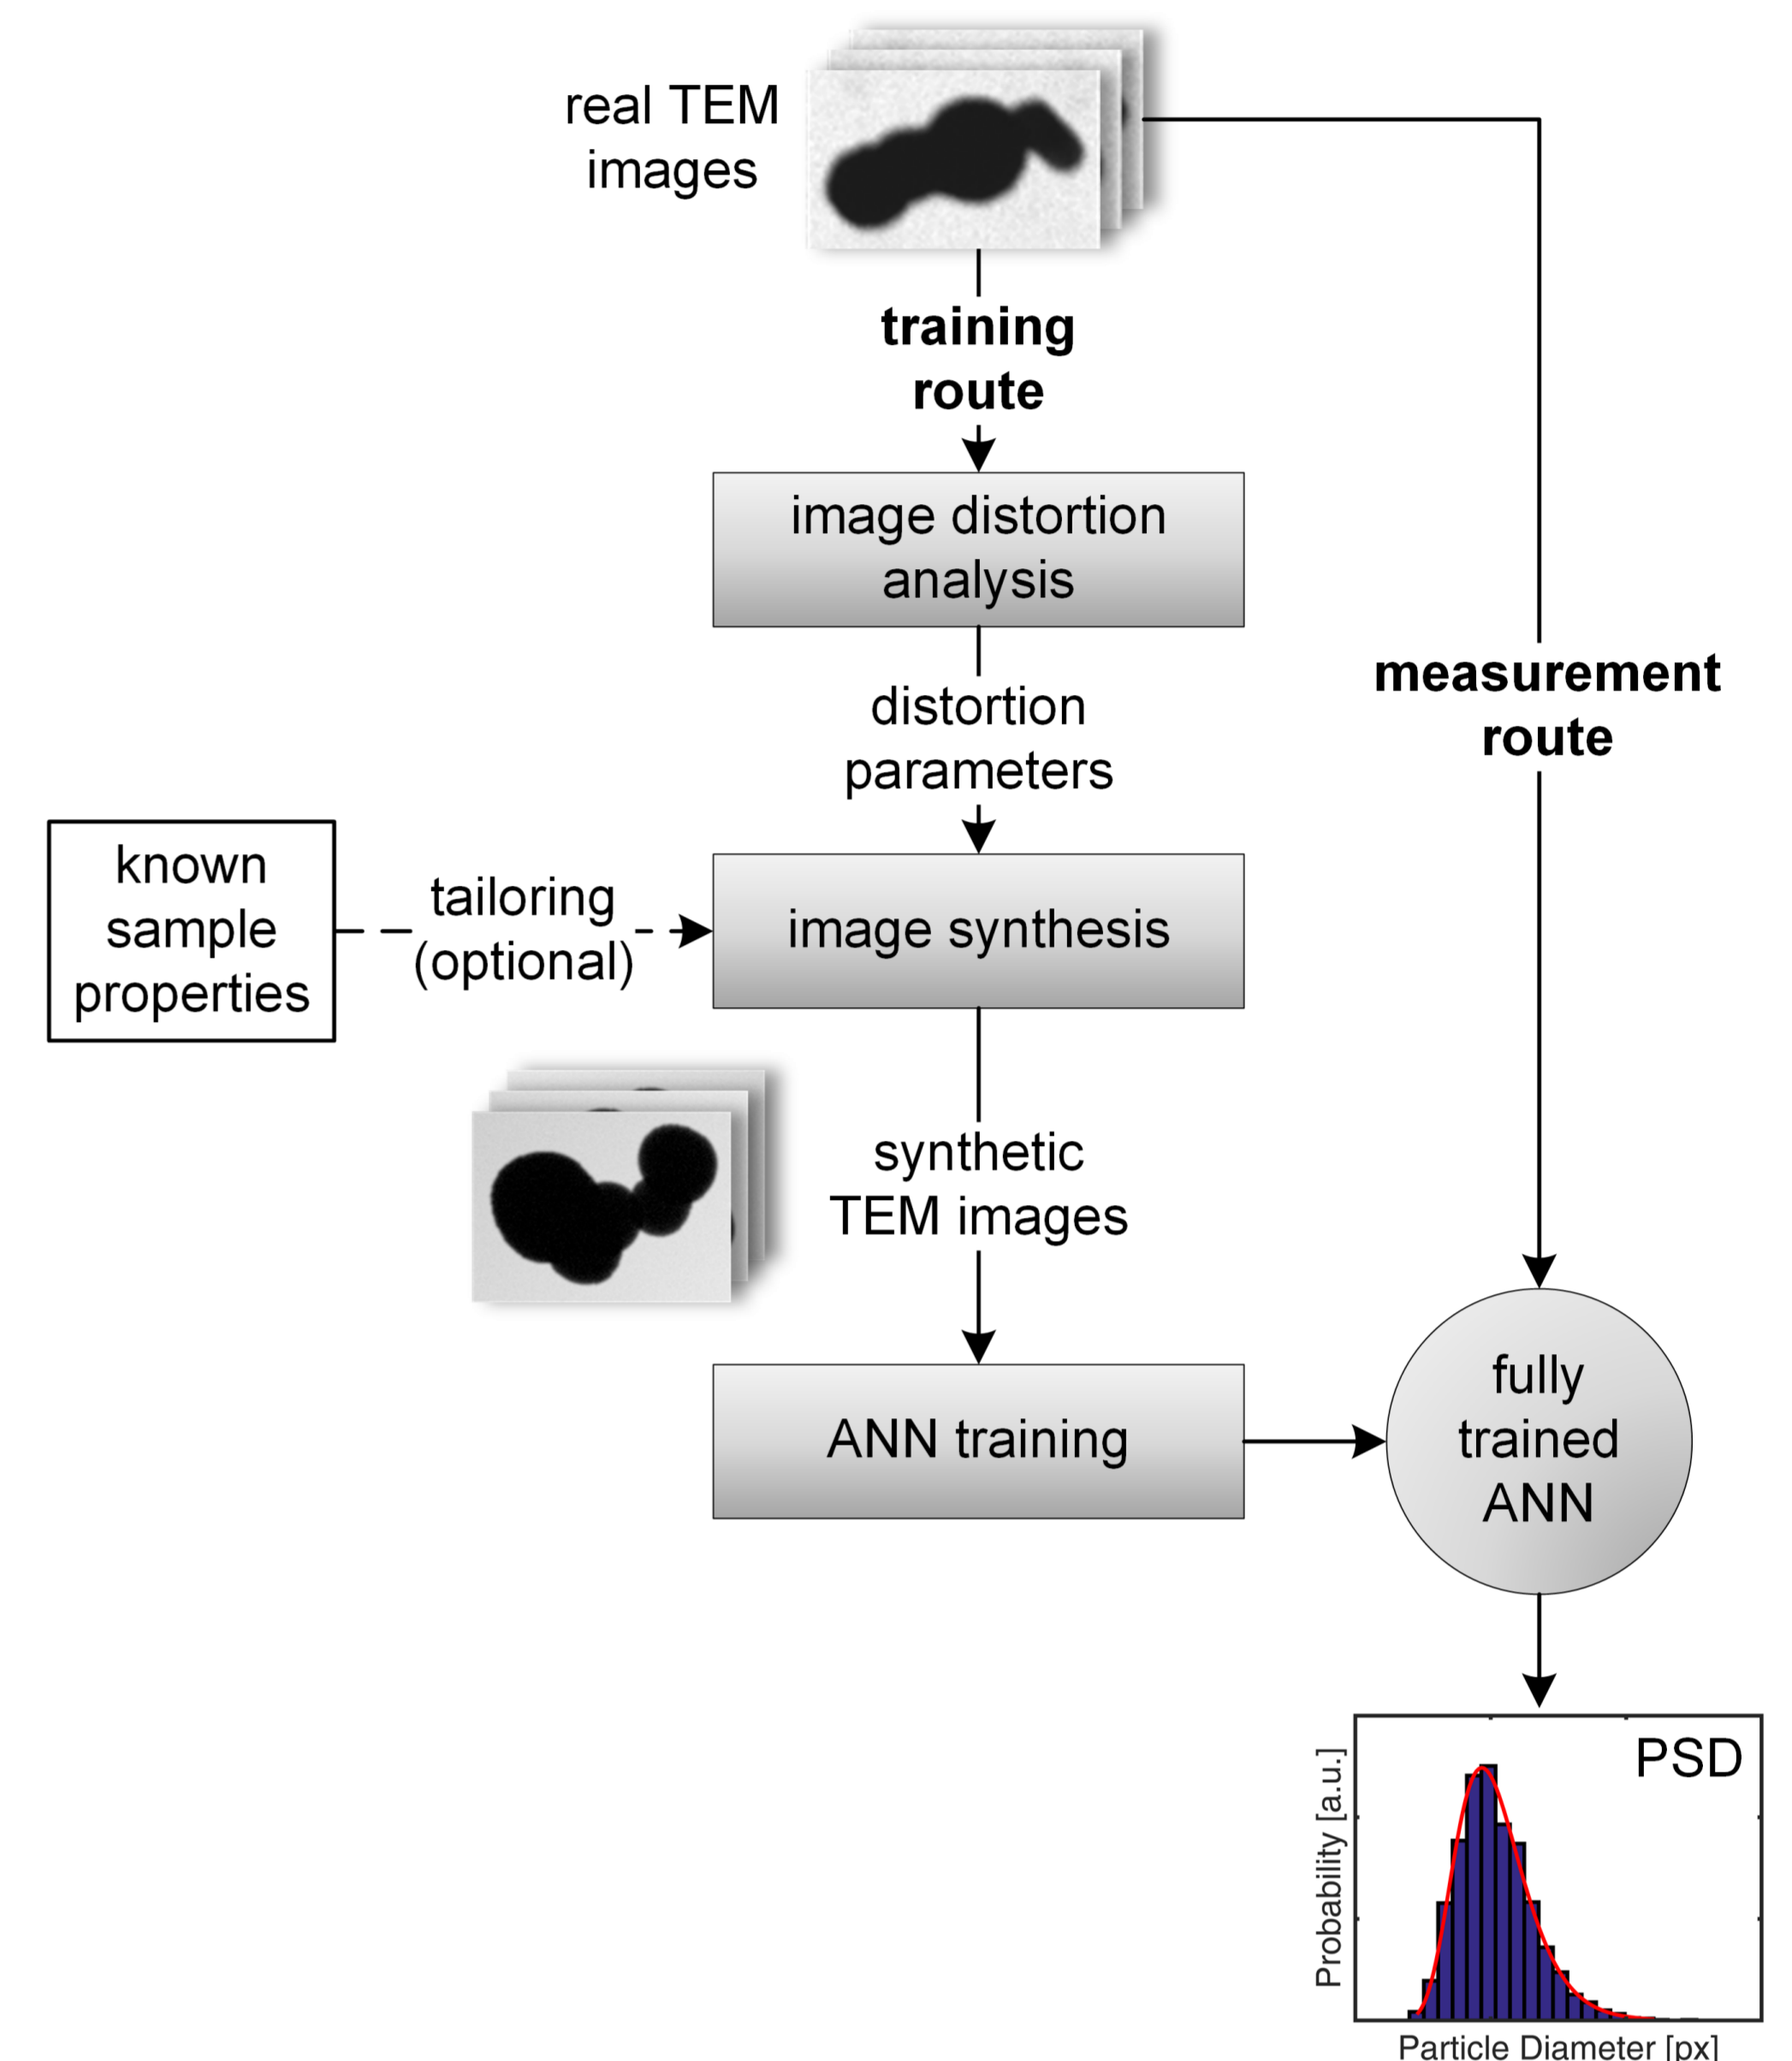 real TEM
images
training
route
image distortion
analysis
distortion
parameters
measurement
route
known
sample
properties
tailoring
(optional)
image synthesis
synthetic
TEM images
ANN training
fully
trained
ANN
PSD
Probability [a.u.]
Particle Diameter [px]